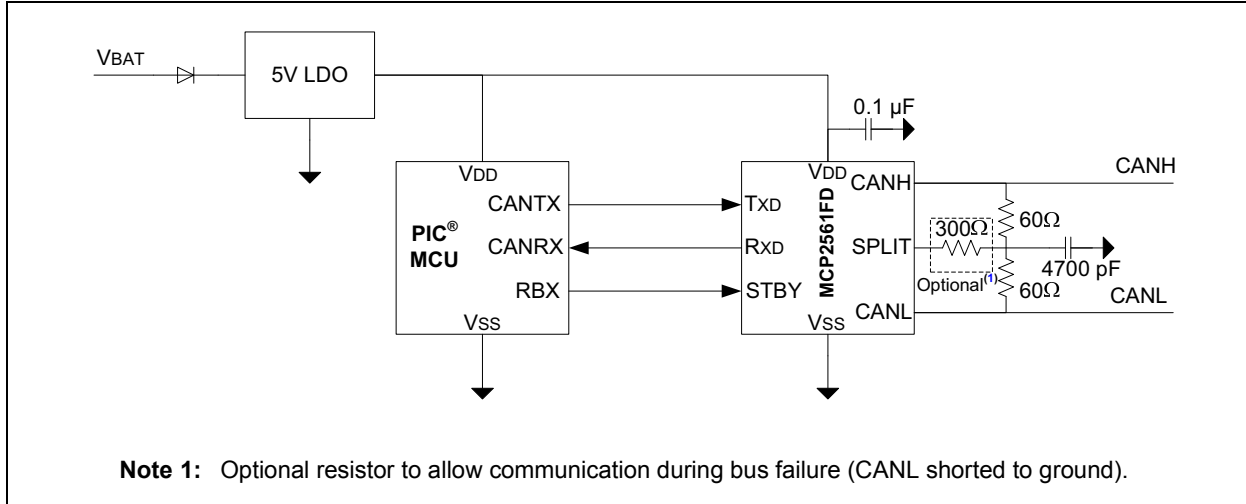 VBAT
5V LDO
0.1 µF
VDD
CANTX
CANRX
RBX
PIC® MCU
VSS
VDD
TXD
RXD
STBY
MCP2561FD
CANH
SPLIT
CANL
VSS
300Ω
Optional(1)
60Ω
60Ω
4700 pF
CANH
CANL
Note 1: Optional resistor to allow communication during bus failure (CANL shorted to ground).